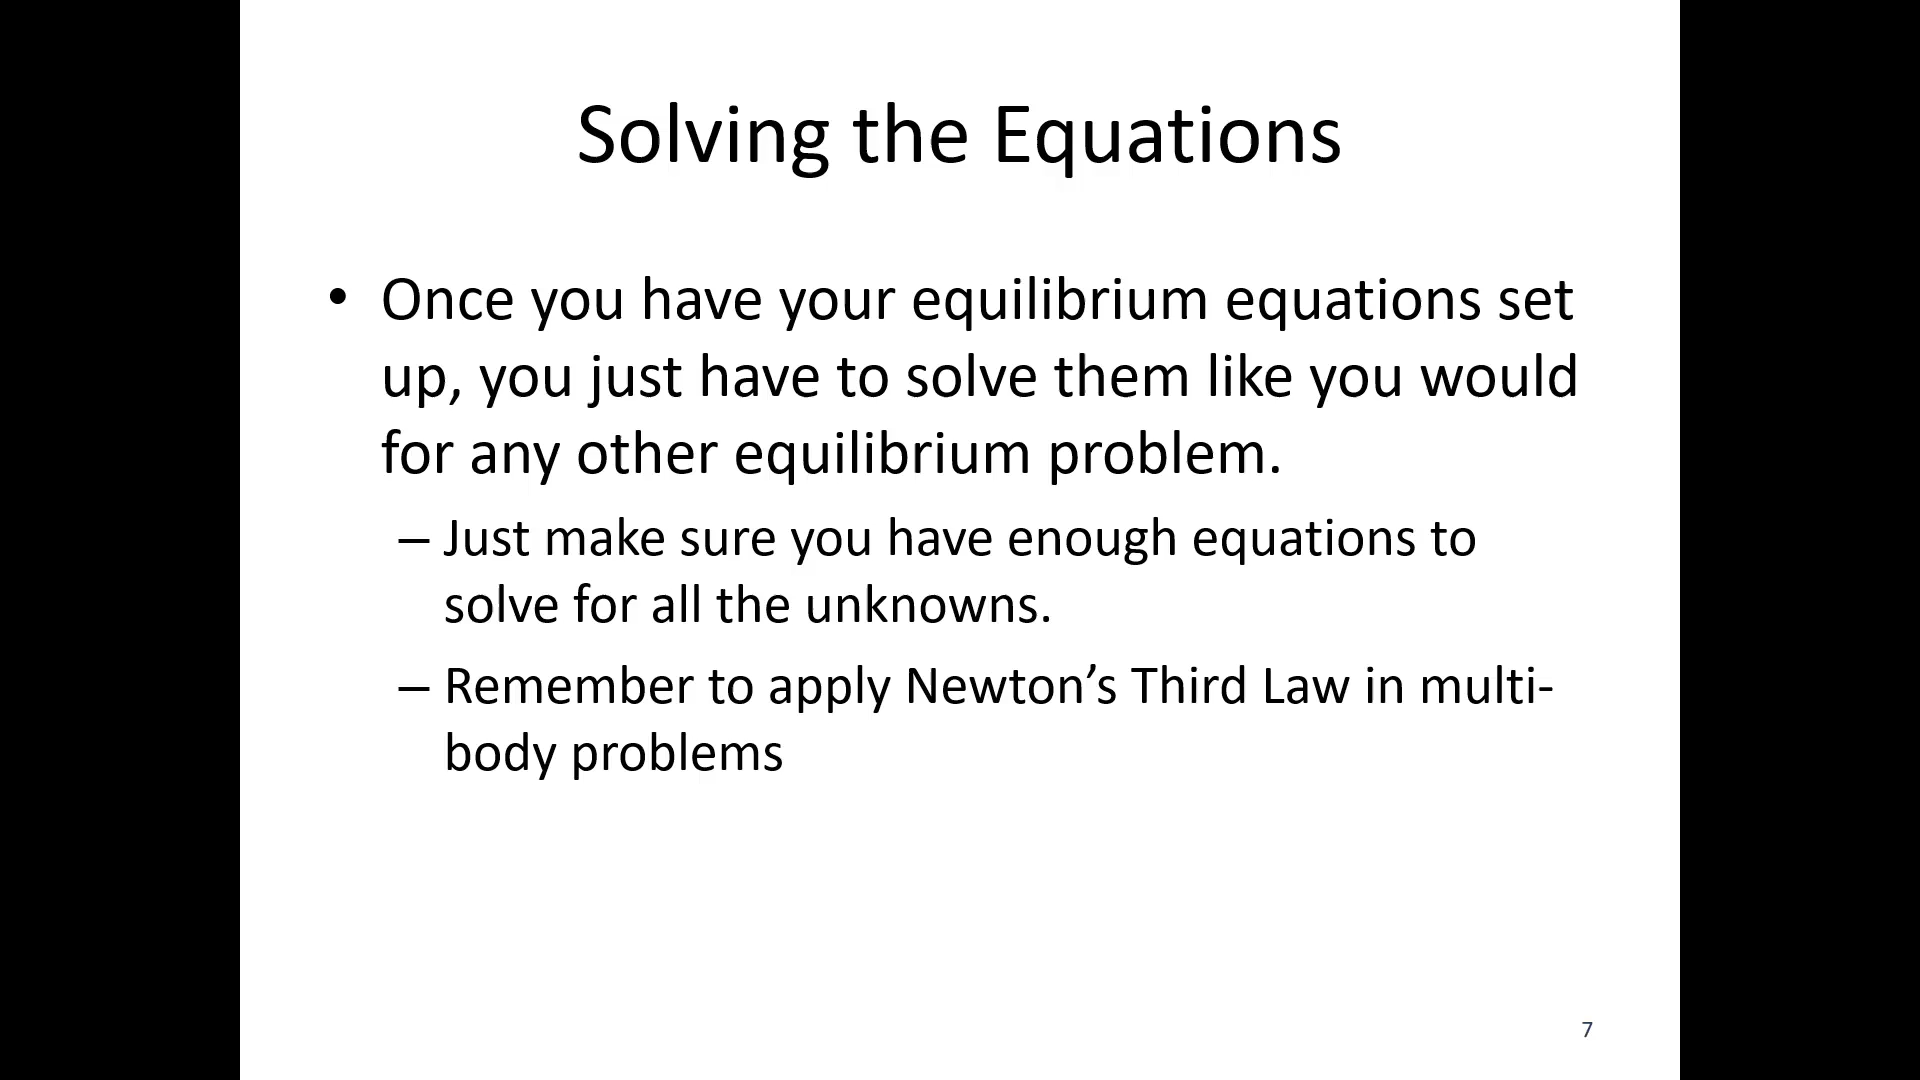 Solving the Equations
• Once you have your equilibrium equations set
up, you just have to solve them like you would
for any other equilibrium problem.
– Just make sure you have enough equations to
solve for all the unknowns.
– Remember to apply Newton’s Third Law in multi-
body problems
7